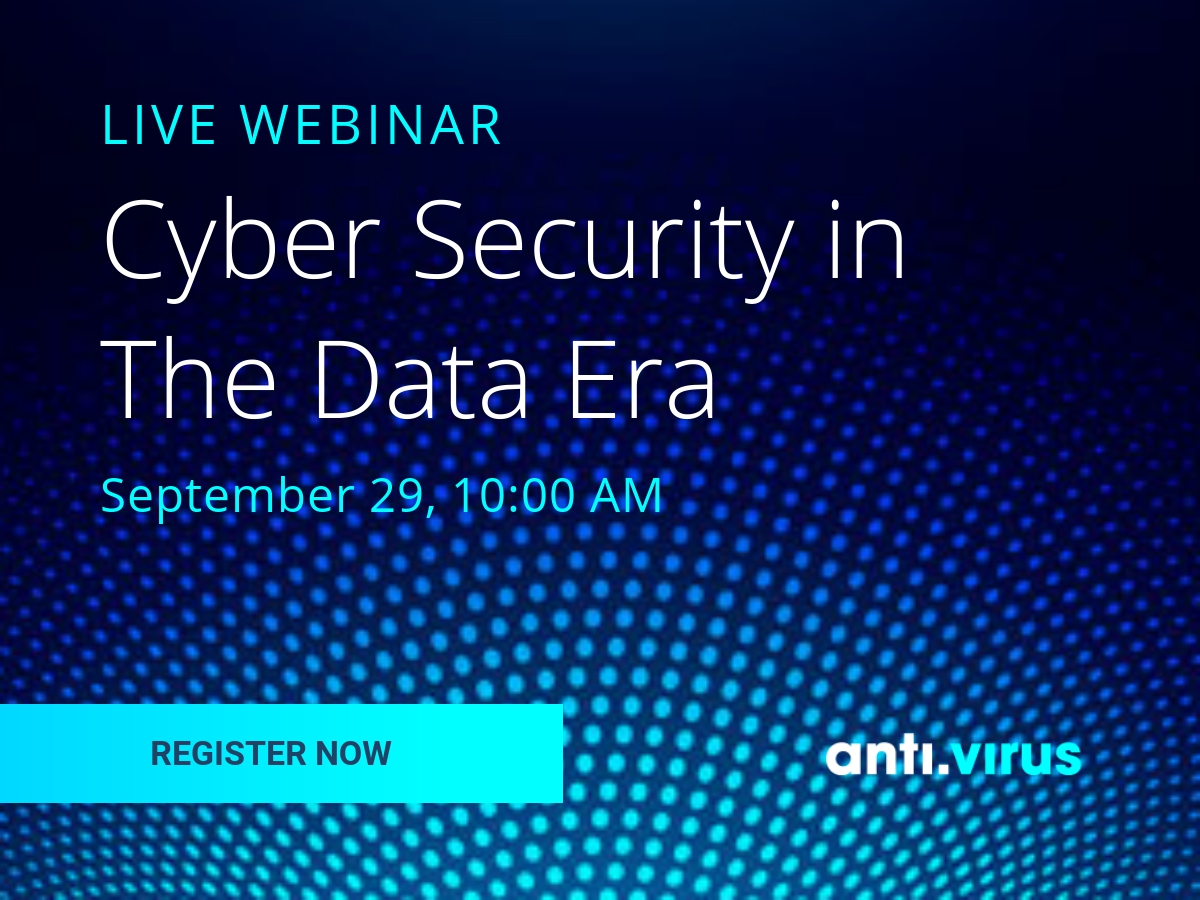 LIVE WEBINAR
Cyber Security in
The Data Era
September 29, 10:00 AM
REGISTER NOW
anti.virus